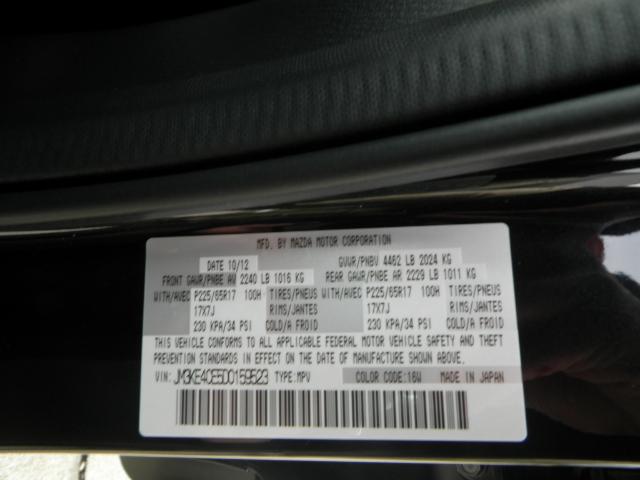 MFD. BY MAZDA MOTOR CORPORATION
DATE 10/12 GVWR/PNBV 4462 LB 2024 KG
FRONT GAWR/PNBE AV 2240 LB 1016 KG REAR GAWR/PNBE AR 2229 LB 1011 KG
WITH/AVEC P225/65R17 100H TIRES/PNEUS WITH/AVEC P225/65R17 100H TIRES/PNEUS
17X7J RIMS/JANTES 17X7J RIMS/JANTES
230 KPA/34 PSI COLD/A FROID 230 KPA/34 PSI COLD/A FROID
THIS VEHICLE CONFORMS TO ALL APPLICABLE FEDERAL MOTOR VEHICLE SAFETY AND THEFT
PREVENTION STANDARDS IN EFFECT ON THE DATE OF MANUFACTURE SHOWN ABOVE.
VIN: JM3KE4CE5D0159523 TYPE: MPV COLOR CODE: 16W MADE IN JAPAN